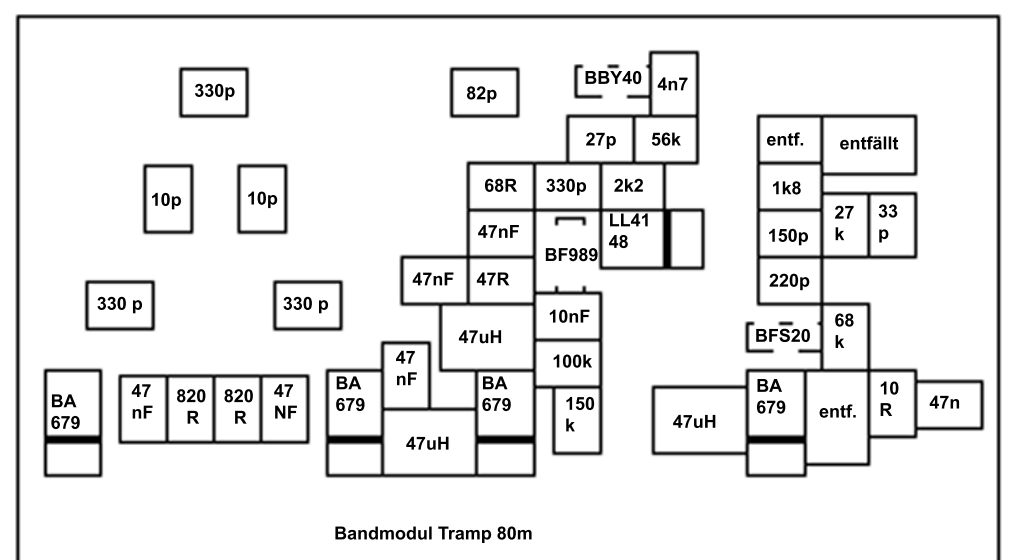 330p
82p
BBY40
4n7
27p
56k
entf.
entfällt
10p
10p
68R
330p
2k2
1k8
47nF
BF989
LL41
48
150p
27
k
33
p
47nF
47R
220p
330 p
330 p
10nF
47uH
BFS20
68
k
100k
BA
679
47
nF
820
R
820
R
47
NF
BA
679
47
nF
BA
679
150
k
47uH
47uH
BA
679
entf.
10
R
47n
Bandmodul Tramp 80m